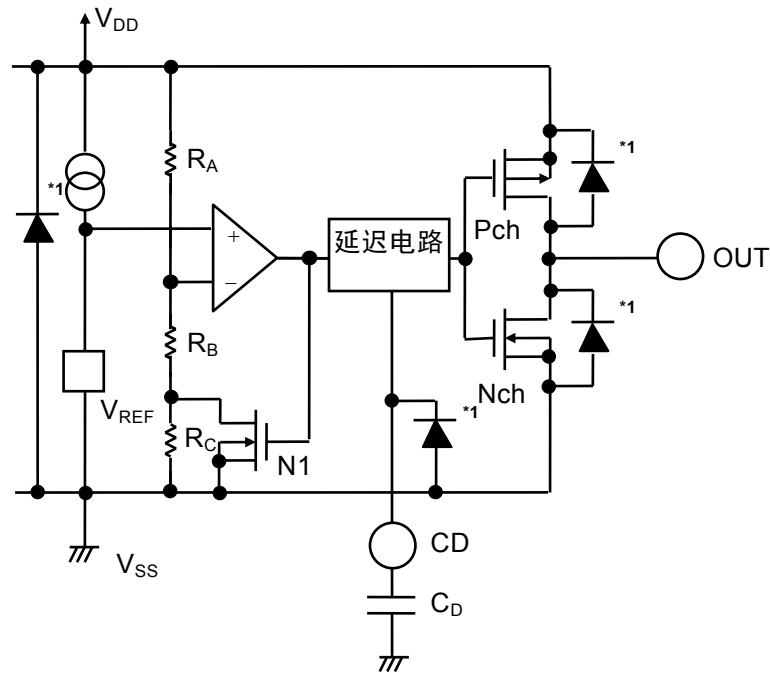 VDD
*1
RA
*1
+
−
延迟电路
Pch
*1
OUT
RB
VREF
RC
N1
*1
Nch
*1
VSS
CD
CD